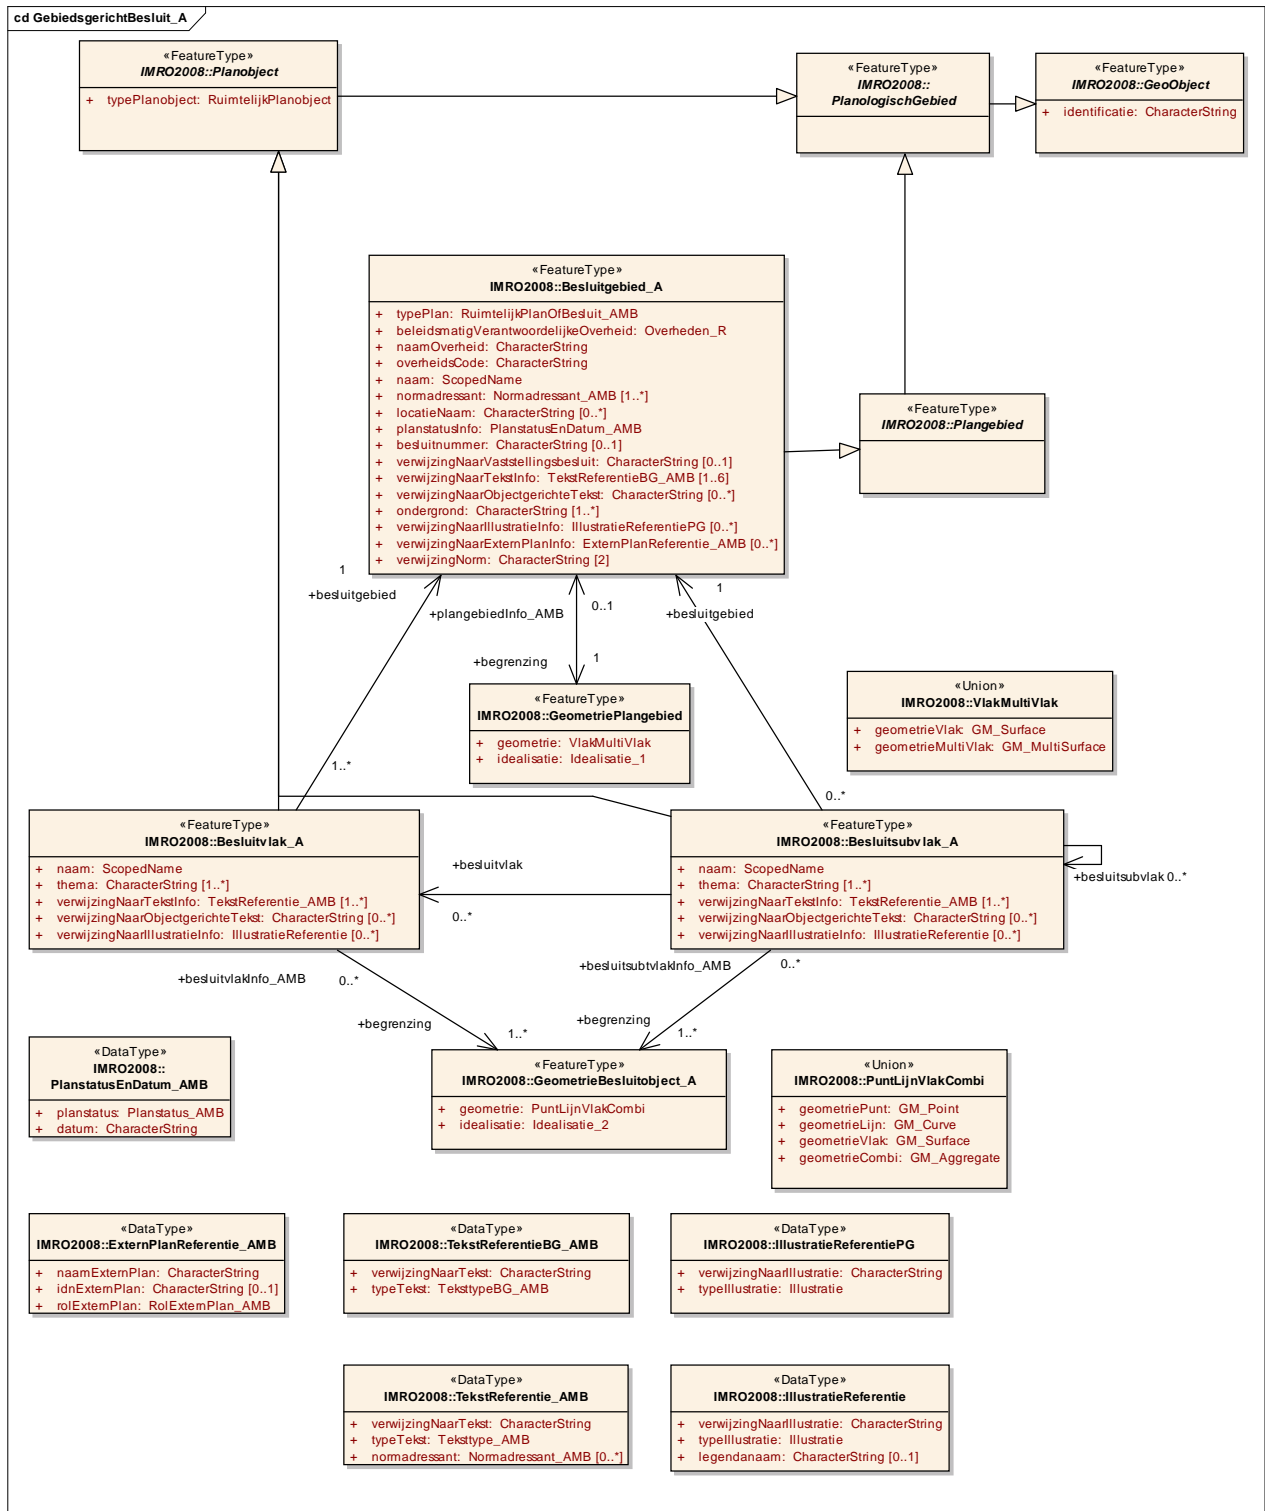 cd GebiedsgerichtBesluit_A
«FeatureType»
IMRO2008::Planobject
+ typePlanobject: RuimtelijkPlanobject
«FeatureType»
IMRO2008::
PlanologischGebied
«FeatureType»
IMRO2008::GeoObject
+ identificatie: CharacterString
«FeatureType»
IMRO2008::Besluitgebied_A
+ typePlan: RuimtelijkPlanOfBesluit_AMB
+ beleidsmatigVerantwoordelijkeOverheid: Overheden_R
+ naamOverheid: CharacterString
+ overheidsCode: CharacterString
+ naam: ScopedName
+ normadressant: Normadressant_AMB [1..*]
+ locatieNaam: CharacterString [0..*]
+ planstatusInfo: PlanstatusEnDatum_AMB
+ besluitnummer: CharacterString [0..1]
+ verwijzingNaarVaststellingsbesluit: CharacterString [0..1]
+ verwijzingNaarTekstInfo: TekstReferentieBG_AMB [1..6]
+ verwijzingNaarObjectgerichteTekst: CharacterString [0..*]
+ ondergrond: CharacterString [1..*]
+ verwijzingNaarIllustratieInfo: IllustratieReferentiePG [0..*]
+ verwijzingNaarExternPlanInfo: ExternPlanReferentie_AMB [0..*]
+ verwijzingNorm: CharacterString [2]
«FeatureType»
IMRO2008::Plangebied
1
+besluitgebied
+plangebiedInfo_AMB
0..1
1
+besluitgebied
+begrenzing
1
«FeatureType»
IMRO2008::GeometriePlangebied
+ geometrie: VlakMultiVlak
+ idealisatie: Idealisatie_1
«Union»
IMRO2008::VlakMultiVlak
+ geometrieVlak: GM_Surface
+ geometrieMultiVlak: GM_MultiSurface
1..*
0..*
«FeatureType»
IMRO2008::Besluitvlak_A
+ naam: ScopedName
+ thema: CharacterString [1..*]
+ verwijzingNaarTekstInfo: TekstReferentie_AMB [1..*]
+ verwijzingNaarObjectgerichteTekst: CharacterString [0..*]
+ verwijzingNaarIllustratieInfo: IllustratieReferentie [0..*]
+besluitvlak
0..*
«FeatureType»
IMRO2008::Besluitsubvlak_A
+ naam: ScopedName
+ thema: CharacterString [1..*]
+ verwijzingNaarTekstInfo: TekstReferentie_AMB [1..*]
+ verwijzingNaarObjectgerichteTekst: CharacterString [0..*]
+ verwijzingNaarIllustratieInfo: IllustratieReferentie [0..*]
+besluitsubvlak 0..*
+besluitvlakInfo_AMB
0..*
+begrenzing
1..*
+besluitsubtvlakInfo_AMB
0..*
+begrenzing
1..*
«DataType»
IMRO2008::
PlanstatusEnDatum_AMB
+ planstatus: Planstatus_AMB
+ datum: CharacterString
«FeatureType»
IMRO2008::GeometrieBesluitobject_A
+ geometrie: PuntLijnVlakCombi
+ idealisatie: Idealisatie_2
«Union»
IMRO2008::PuntLijnVlakCombi
+ geometriePunt: GM_Point
+ geometrieLijn: GM_Curve
+ geometrieVlak: GM_Surface
+ geometrieCombi: GM_Aggregate
«DataType»
IMRO2008::ExternPlanReferentie_AMB
+ naamExternPlan: CharacterString
+ idnExternPlan: CharacterString [0..1]
+ rolExternPlan: RolExternPlan_AMB
«DataType»
IMRO2008::TekstReferentieBG_AMB
+ verwijzingNaarTekst: CharacterString
+ typeTekst: TeksttypeBG_AMB
«DataType»
IMRO2008::IllustratieReferentiePG
+ verwijzingNaarIllustratie: CharacterString
+ typeIllustratie: Illustratie
«DataType»
IMRO2008::TekstReferentie_AMB
+ verwijzingNaarTekst: CharacterString
+ typeTekst: Teksttype_AMB
+ normadressant: Normadressant_AMB [0..*]
«DataType»
IMRO2008::IllustratieReferentie
+ verwijzingNaarIllustratie: CharacterString
+ typeIllustratie: Illustratie
+ legendanaam: CharacterString [0..1]